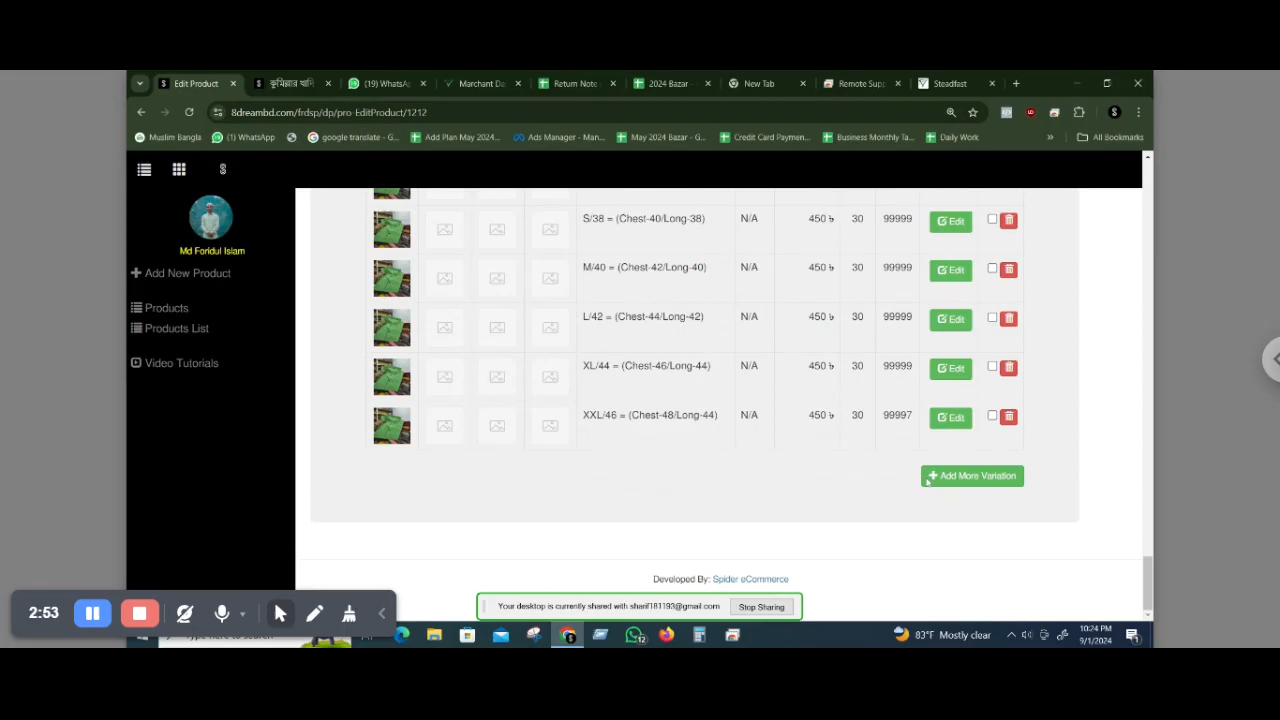 Edit Product
কুমিল্লার খাদি
(19) WhatsA
Marchant Da
Return Note
2024 Bazar -
New Tab
Remote Supp
Steadfast
8dreambd.com/frdsp/dp/pro-EditProduct/1212
Muslim Bangla
(1) WhatsApp
google translate - G...
Add Plan May 2024...
Ads Manager - Man...
May 2024 Bazar - G...
Credit Card Paymen...
Business Monthly Ta...
Daily Work
»
All Bookmarks
Md Foridul Islam
Add New Product
Products
Products List
Video Tutorials
S/38 = (Chest-40/Long-38) N/A 450 ৳ 30 99999 Edit
M/40 = (Chest-42/Long-40) N/A 450 ৳ 30 99999 Edit
L/42 = (Chest-44/Long-42) N/A 450 ৳ 30 99999 Edit
XL/44 = (Chest-46/Long-44) N/A 450 ৳ 30 99999 Edit
XXL/46 = (Chest-48/Long-44) N/A 450 ৳ 30 99997 Edit
+ Add More Variation
Developed By: Spider eCommerce
2:53
Your desktop is currently shared with sharif181193@gmail.com
Stop Sharing
Type here to search
12
83°F Mostly clear
10:24 PM
9/1/2024